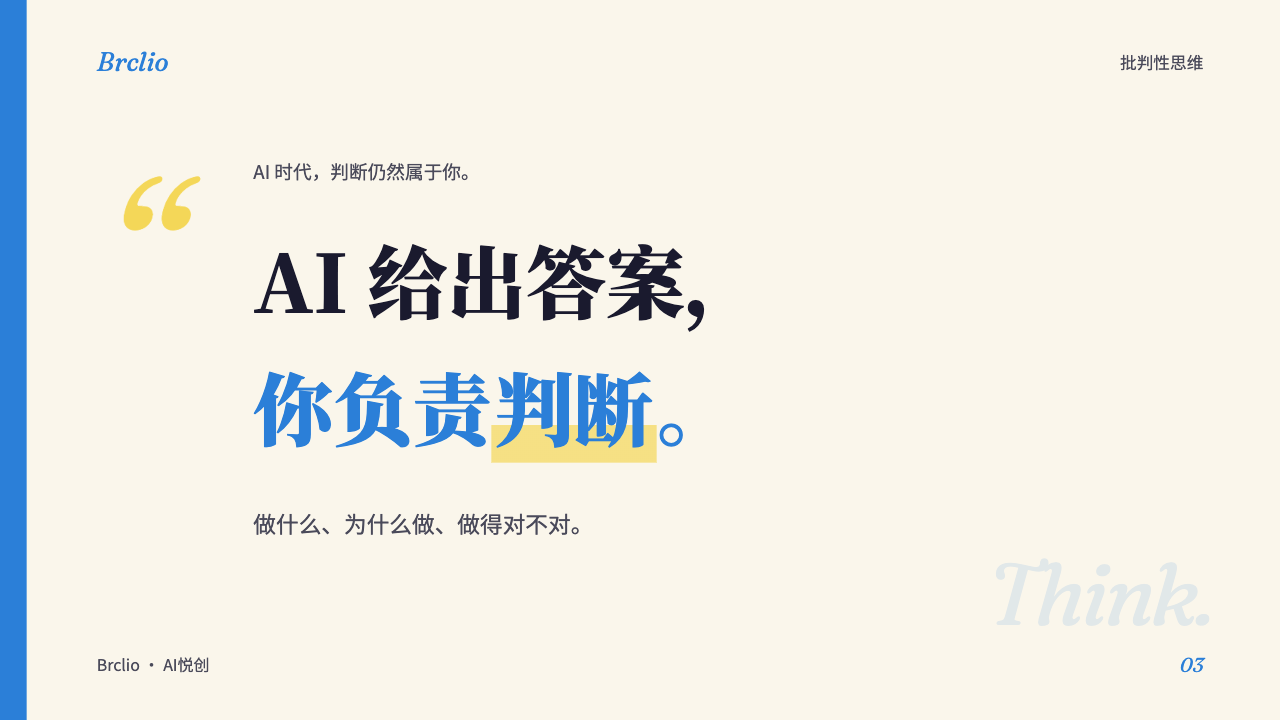 Brclio
批判性思维
“
AI 时代，判断仍然属于你。
AI 给出答案,
你负责判断。
做什么、为什么做、做得对不对。
Think.
Brclio · AI悦创
03